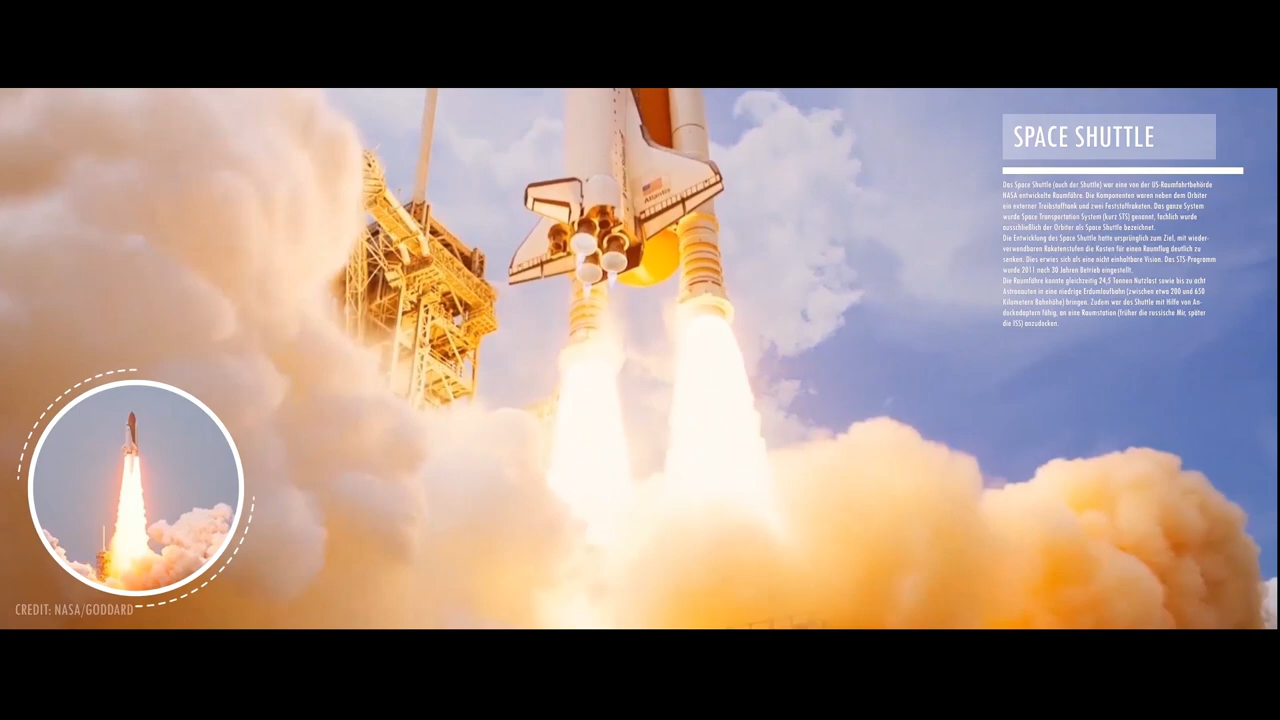 SPACE SHUTTLE
Das Space Shuttle (auch der Shuttle) war eine von der US-Raumfahrtbehörde
NASA entwickelte Raumfähre. Die Komponenten waren neben dem Orbiter
ein externer Treibstofftank und zwei Feststoffraketen. Das ganze System
wurde Space Transportation System (kurz STS) genannt, fachlich wurde
ausschließlich der Orbiter als Space Shuttle bezeichnet.
Die Entwicklung des Space Shuttle hatte ursprünglich zum Ziel, mit wieder-
verwendbaren Raketenstufen die Kosten für einen Raumflug deutlich zu
senken. Dies erwies sich als eine nicht einhaltbare Vision. Das STS-Programm
wurde 2011 nach 30 Jahren Betrieb eingestellt.
Die Raumfähre konnte gleichzeitig 24,5 Tonnen Nutzlast sowie bis zu acht
Astronauten in eine niedrige Erdumlaufbahn (zwischen etwa 200 und 650
Kilometern Bahnhöhe) bringen. Zudem war das Shuttle mit Hilfe von An-
dockadaptern fähig, an eine Raumstation (früher die russische Mir, später
die ISS) anzudocken.
Atlantis
CREDIT: NASA/GODDARD